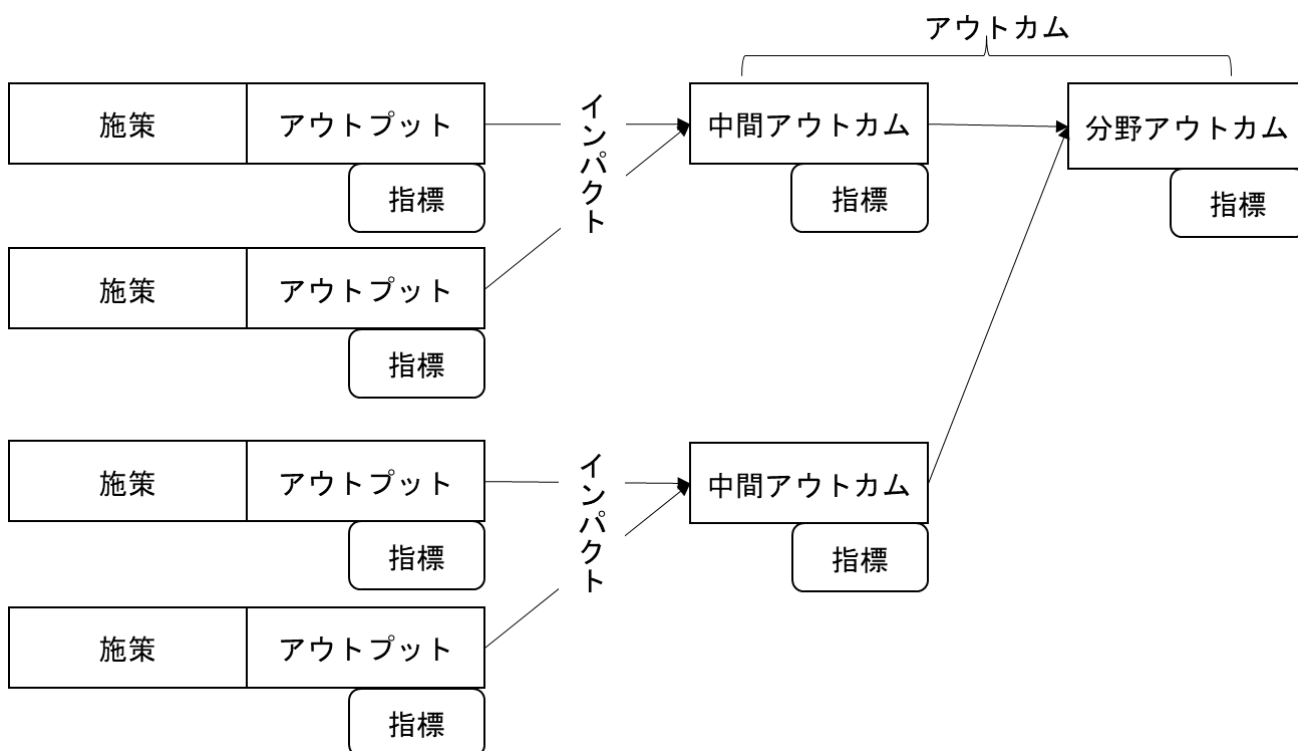 アウトカム
施策
アウトプット
インパクト
中間アウトカム
分野アウトカム
指標
指標
指標
施策
アウトプット
指標
施策
アウトプット
インパクト
中間アウトカム
指標
指標
施策
アウトプット
指標